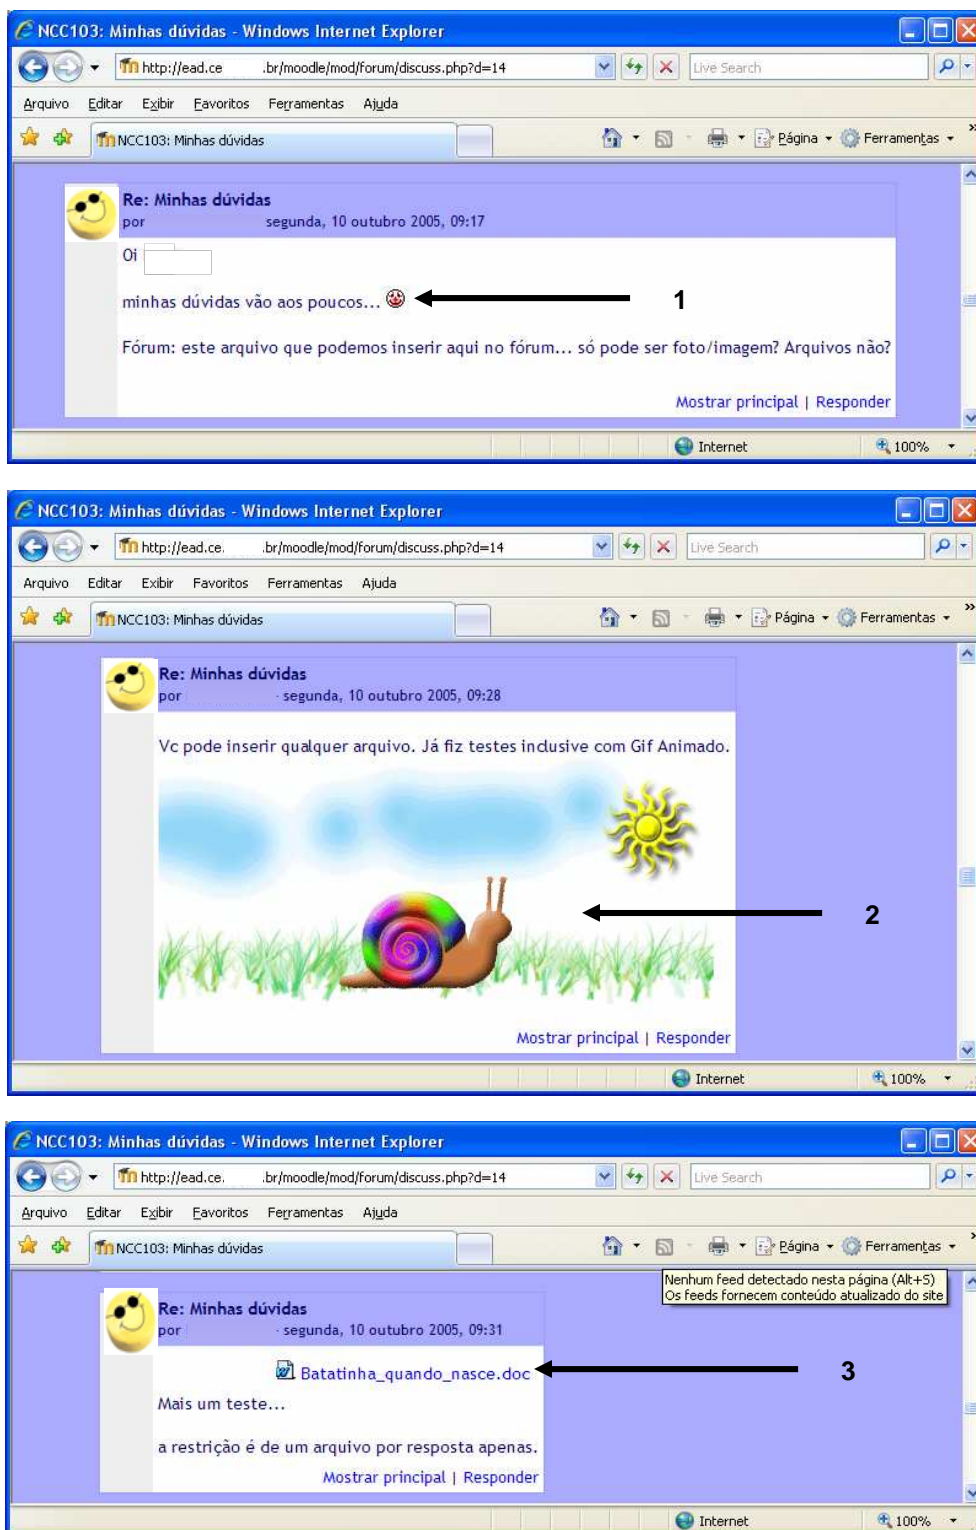 NCC103: Minhas dúvidas - Windows Internet Explorer
http://ead.ce .br/moodle/mod/forum/discuss.php?d=14
Live Search
Arquivo Editar Exibir Favoritos Ferramentas Ajuda
NCC103: Minhas dúvidas
Página Ferramentas »
Re: Minhas dúvidas
por segunda, 10 outubro 2005, 09:17
Oi
minhas dúvidas vão aos poucos... 1
Fórum: este arquivo que podemos inserir aqui no fórum... só pode ser foto/imagem? Arquivos não?
Mostrar principal | Responder
Internet 100%
NCC103: Minhas dúvidas - Windows Internet Explorer
http://ead.ce. .br/moodle/mod/forum/discuss.php?d=14
Live Search
Arquivo Editar Exibir Favoritos Ferramentas Ajuda
NCC103: Minhas dúvidas
Página Ferramentas »
Re: Minhas dúvidas
por - segunda, 10 outubro 2005, 09:28
Vc pode inserir qualquer arquivo. Já fiz testes inclusive com Gif Animado.
2
Mostrar principal | Responder
Internet 100%
NCC103: Minhas dúvidas - Windows Internet Explorer
http://ead.ce. .br/moodle/mod/forum/discuss.php?d=14
Live Search
Arquivo Editar Exibir Favoritos Ferramentas Ajuda
NCC103: Minhas dúvidas
Página Ferramentas
Nenhum feed detectado nesta página (Alt+S)
Os feeds fornecem conteúdo atualizado do site
Re: Minhas dúvidas
por - segunda, 10 outubro 2005, 09:31
Batatinha_quando_nasce.doc 3
Mais um teste...
a restrição é de um arquivo por resposta apenas.
Mostrar principal | Responder
Internet 100%